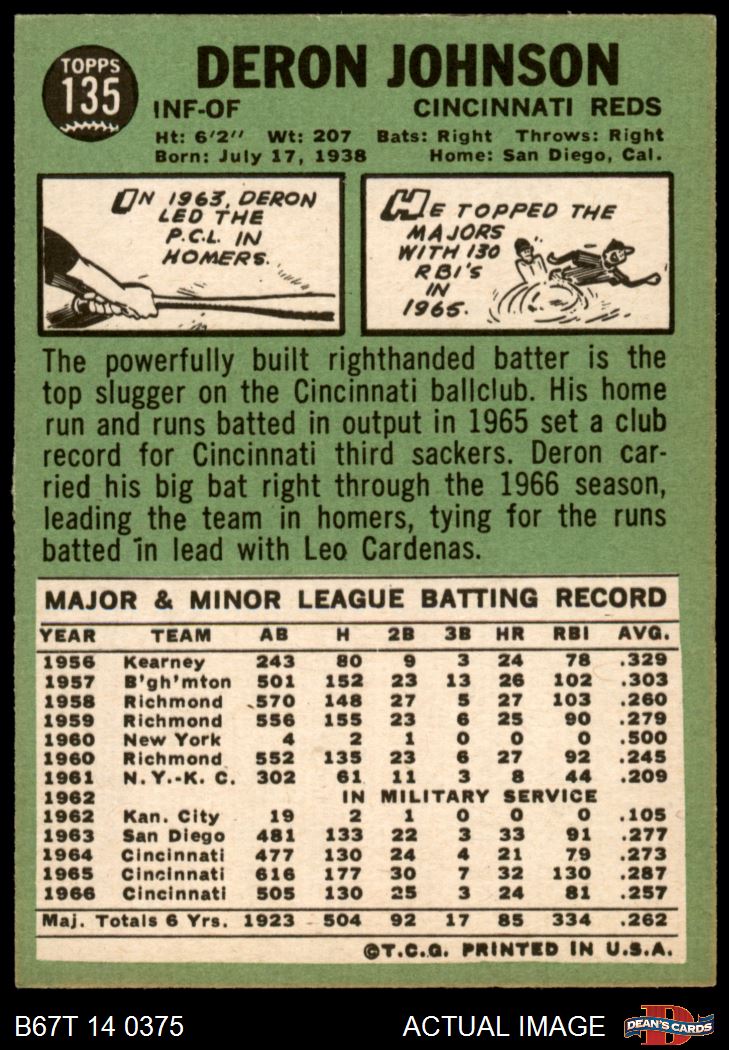 TOPPS
135
DERON JOHNSON
INF-OF CINCINNATI REDS
Ht: 6'2" Wt: 207 Bats: Right Throws: Right
Born: July 17, 1938 Home: San Diego, Cal.
IN 1963, DERON
LED THE
P.C.L. IN
HOMERS.
HE TOPPED THE
MAJORS
WITH 130
RBI'S
IN
1965.
The powerfully built righthanded batter is the
top slugger on the Cincinnati ballclub. His home
run and runs batted in output in 1965 set a club
record for Cincinnati third sackers. Deron car-
ried his big bat right through the 1966 season,
leading the team in homers, tying for the runs
batted in lead with Leo Cardenas.
MAJOR & MINOR LEAGUE BATTING RECORD
YEAR TEAM AB H 2B 3B HR RBI AVG.
1956 Kearney 243 80 9 3 24 78 .329
1957 B'gh'mton 501 152 23 13 26 102 .303
1958 Richmond 570 148 27 5 27 103 .260
1959 Richmond 556 155 23 6 25 90 .279
1960 New York 4 2 1 0 0 0 .500
1960 Richmond 552 135 23 6 27 92 .245
1961 N.Y.-K. C. 302 61 11 3 8 44 .209
1962 IN MILITARY SERVICE
1962 Kan. City 19 2 1 0 0 0 .105
1963 San Diego 481 133 22 3 33 91 .277
1964 Cincinnati 477 130 24 4 21 79 .273
1965 Cincinnati 616 177 30 7 32 130 .287
1966 Cincinnati 505 130 25 3 24 81 .257
Maj. Totals 6 Yrs. 1923 504 92 17 85 334 .262
©T.C.G. PRINTED IN U.S.A.
B67T 14 0375 ACTUAL IMAGE DEAN'S CARDS